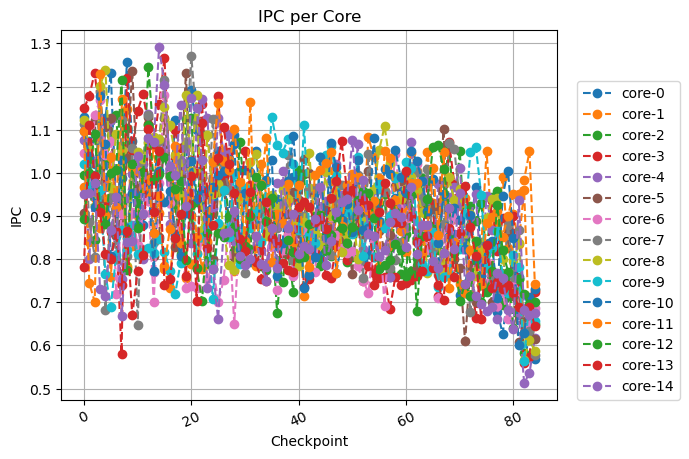 IPC per Core
IPC
1.3
1.2
1.1
1.0
0.9
0.8
0.7
0.6
0.5
0
20
40
60
80
Checkpoint
core-0
core-1
core-2
core-3
core-4
core-5
core-6
core-7
core-8
core-9
core-10
core-11
core-12
core-13
core-14